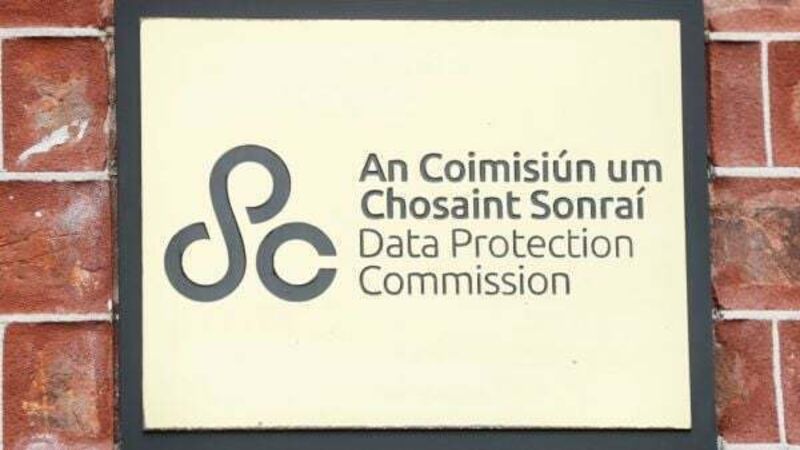 An Coimisiún um
Chosaint Sonraí
Data Protection
Commission